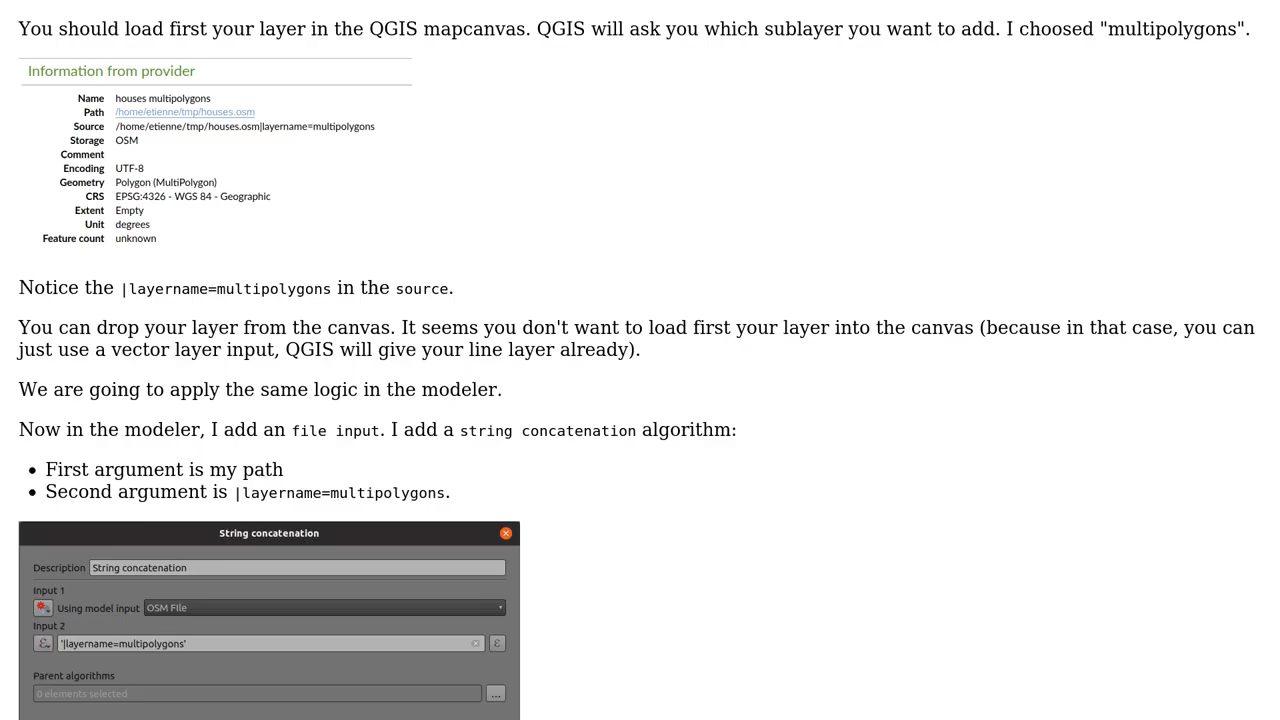 You should load first your layer in the QGIS mapcanvas. QGIS will ask you which sublayer you want to add. I choosed "multipolygons".
Information from provider
Name houses multipolygons
Path /home/etienne/tmp/houses.osm
Source /home/etienne/tmp/houses.osm|layername=multipolygons
Storage OSM
Comment
Encoding UTF-8
Geometry Polygon (MultiPolygon)
CRS EPSG:4326 - WGS 84 - Geographic
Extent Empty
Unit degrees
Feature count unknown
Notice the |layername=multipolygons in the source.
You can drop your layer from the canvas. It seems you don't want to load first your layer into the canvas (because in that case, you can
just use a vector layer input, QGIS will give your line layer already).
We are going to apply the same logic in the modeler.
Now in the modeler, I add an file input. I add a string concatenation algorithm:
• First argument is my path
• Second argument is |layername=multipolygons.
String concatenation
Description String concatenation
Input 1
Using model input OSM File
Input 2
'|layername=multipolygons'
Parent algorithms
0 elements selected ...